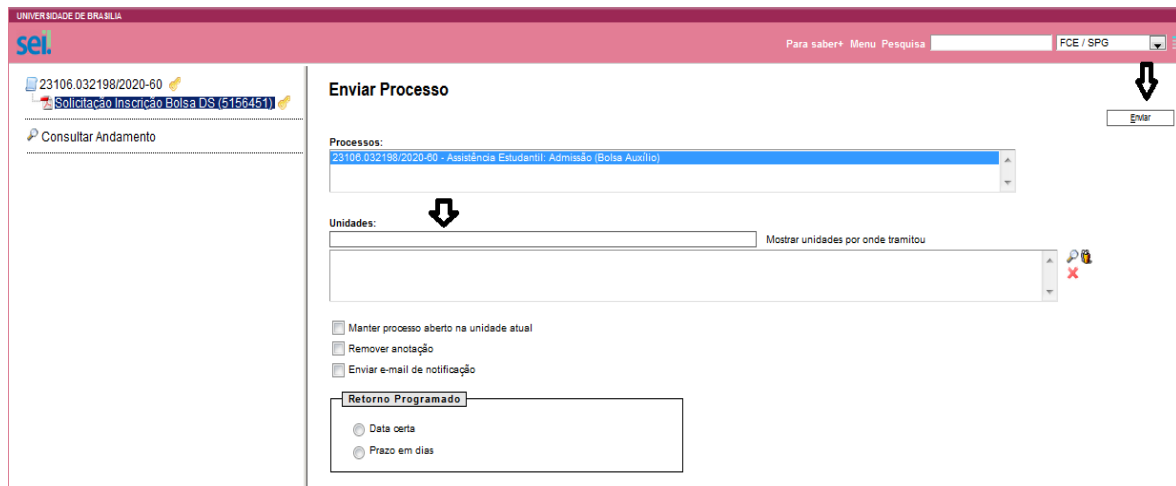 UNIVERSIDADE DE BRASILIA
sei.
Para saber+ Menu Pesquisa
FCE / SPG
23106.032198/2020-60
Solicitação Inscrição Bolsa DS (5156451)
Consultar Andamento
Enviar Processo
Enviar
Processos:
23106.032198/2020-60 - Assistência Estudantil: Admissão (Bolsa Auxílio)
Unidades:
Mostrar unidades por onde tramitou
Manter processo aberto na unidade atual
Remover anotação
Enviar e-mail de notificação
Retorno Programado
Data certa
Prazo em dias